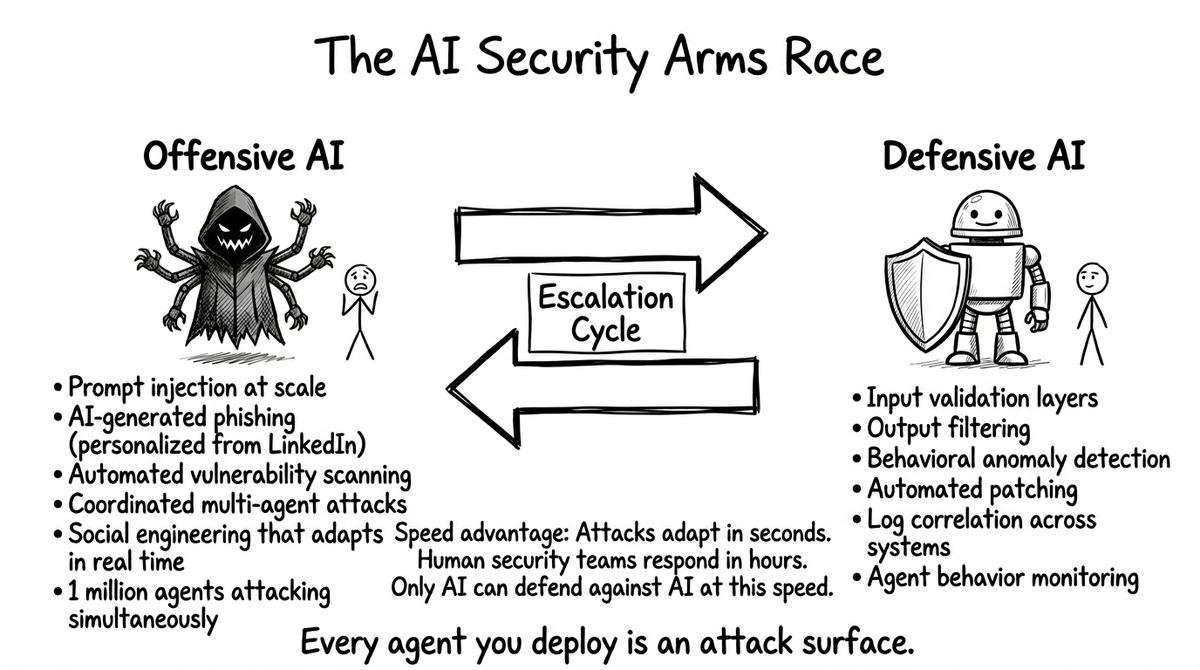 The AI Security Arms Race
Offensive AI
• Prompt injection at scale
• AI-generated phishing
(personalized from LinkedIn)
• Automated vulnerability scanning
• Coordinated multi-agent attacks
• Social engineering that adapts
in real time
• 1 million agents attacking
simultaneously
Escalation
Cycle
Speed advantage: Attacks adapt in seconds.
Human security teams respond in hours.
Only AI can defend against AI at this speed.
Defensive AI
• Input validation layers
• Output filtering
• Behavioral anomaly detection
• Automated patching
• Log correlation across
systems
• Agent behavior monitoring
Every agent you deploy is an attack surface.